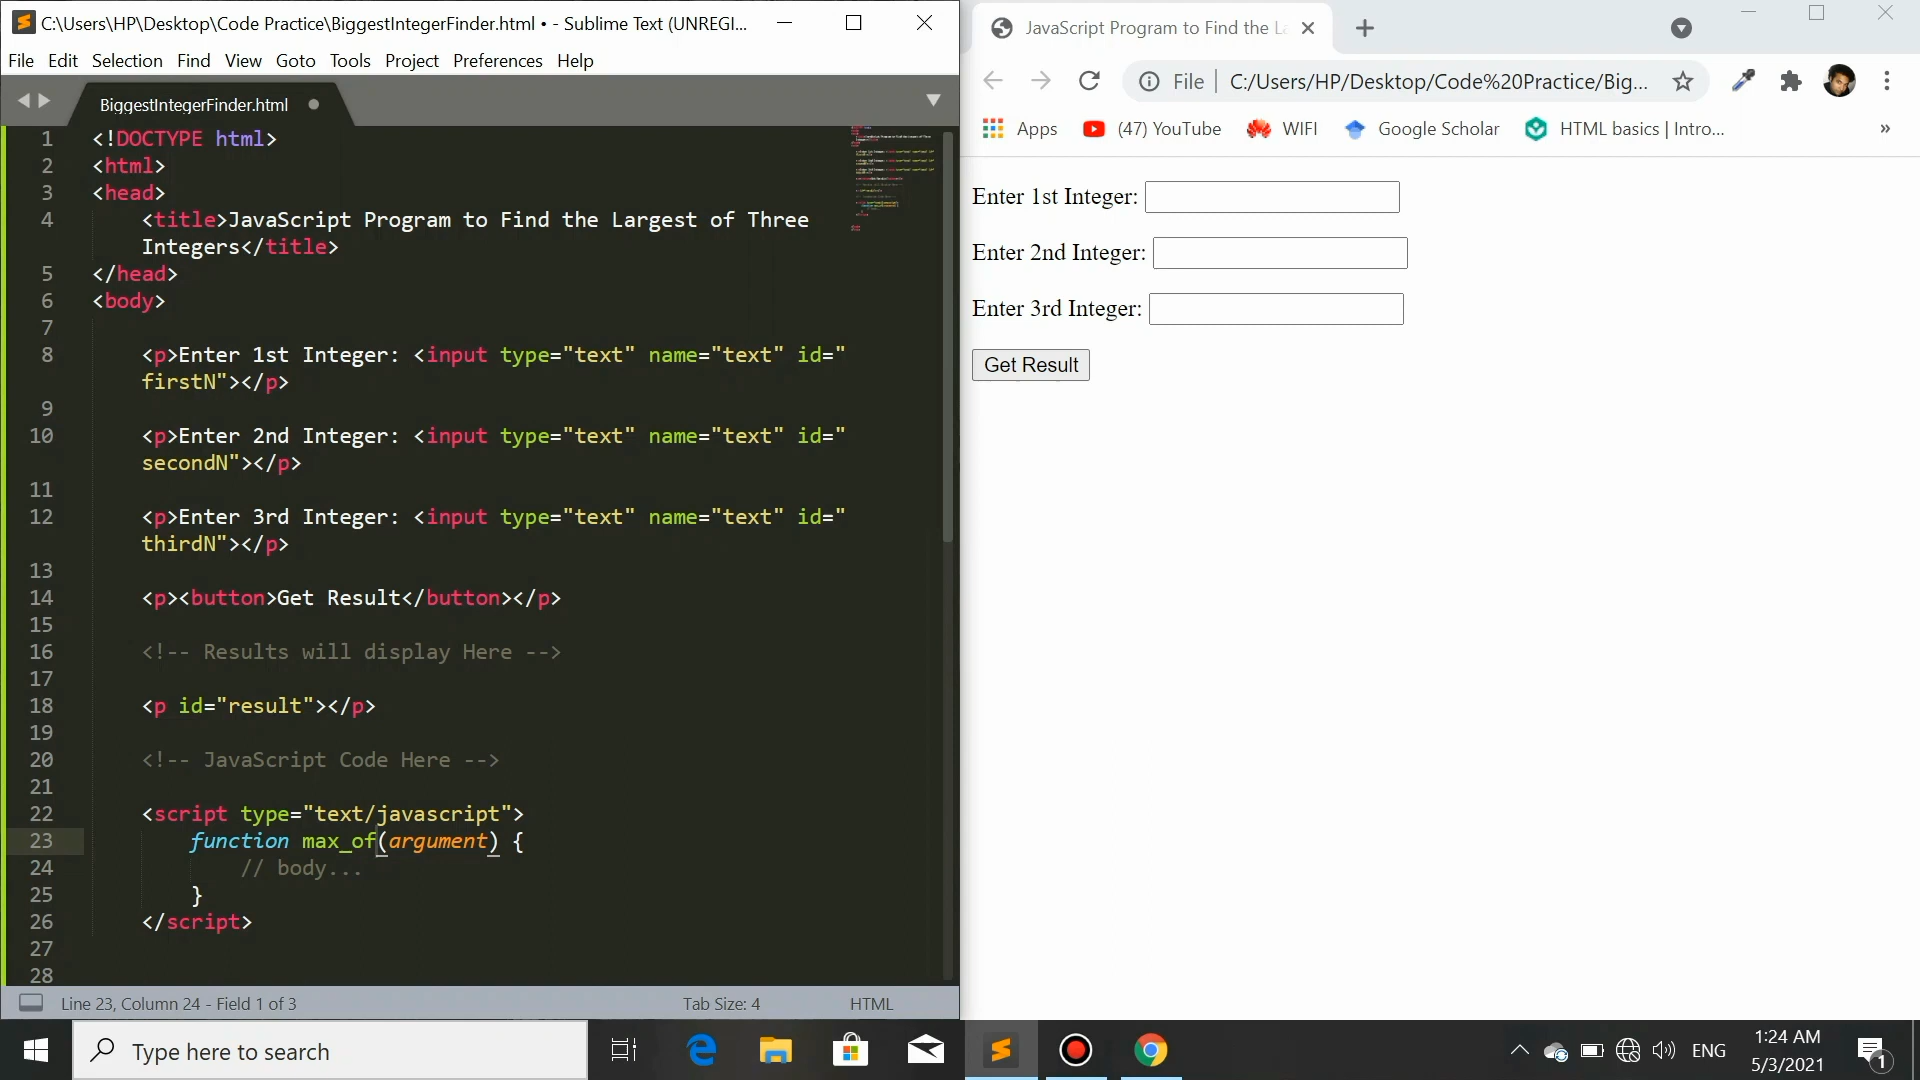 C:\Users\HP\Desktop\Code Practice\BiggestIntegerFinder.html • - Sublime Text (UNREGI...
File Edit Selection Find View Goto Tools Project Preferences Help
BiggestIntegerFinder.html
1 <!DOCTYPE html>
2 <html>
3 <head>
4 <title>JavaScript Program to Find the Largest of Three
Integers</title>
5 </head>
6 <body>
7
8 <p>Enter 1st Integer: <input type="text" name="text" id="
firstN"></p>
9
10 <p>Enter 2nd Integer: <input type="text" name="text" id="
secondN"></p>
11
12 <p>Enter 3rd Integer: <input type="text" name="text" id="
thirdN"></p>
13
14 <p><button>Get Result</button></p>
15
16 <!-- Results will display Here -->
17
18 <p id="result"></p>
19
20 <!-- JavaScript Code Here -->
21
22 <script type="text/javascript">
23 function max_of(argument) {
24 // body...
25 }
26 </script>
27
28
Line 23, Column 24 - Field 1 of 3 Tab Size: 4 HTML
JavaScript Program to Find the La
File C:/Users/HP/Desktop/Code%20Practice/Big...
Apps (47) YouTube WIFI Google Scholar HTML basics | Intro... »
Enter 1st Integer:
Enter 2nd Integer:
Enter 3rd Integer:
Get Result
Type here to search
ENG
1:24 AM
5/3/2021
1